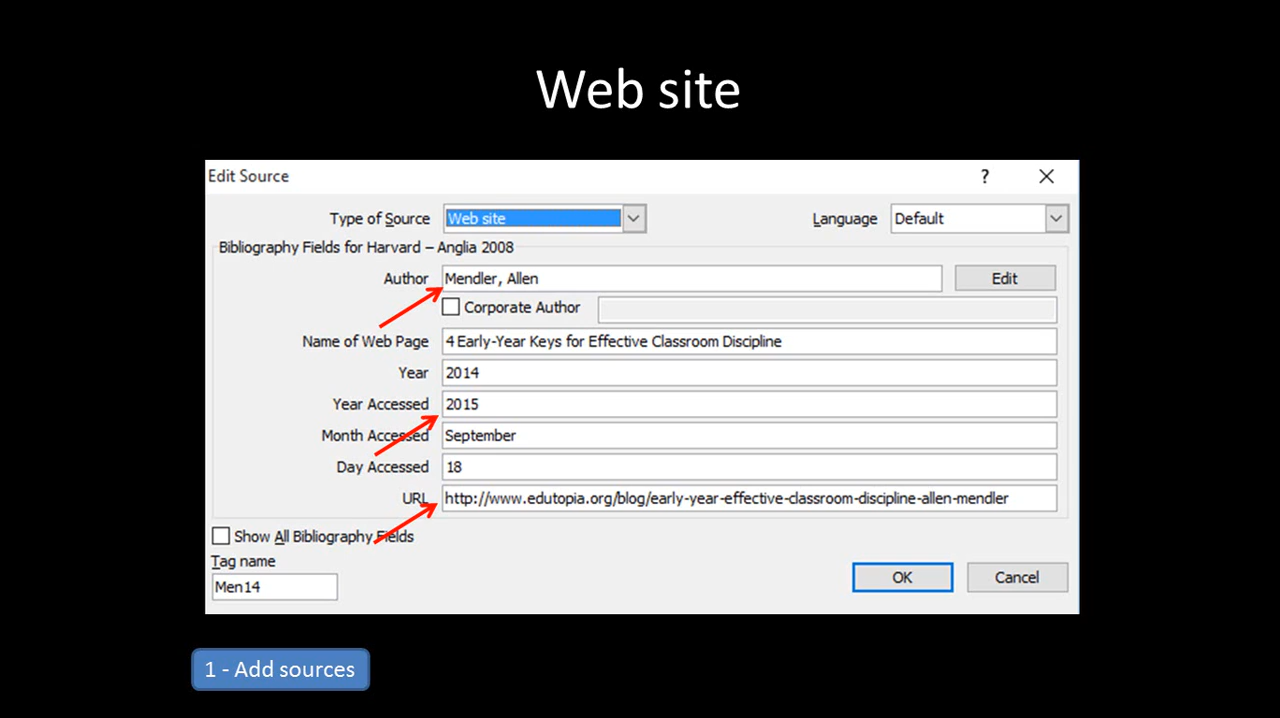 Web site
Edit Source ? ×
Type of Source Web site Language Default
Bibliography Fields for Harvard – Anglia 2008
Author Mendler, Allen Edit
Corporate Author
Name of Web Page 4 Early-Year Keys for Effective Classroom Discipline
Year 2014
Year Accessed 2015
Month Accessed September
Day Accessed 18
URL http://www.edutopia.org/blog/early-year-effective-classroom-discipline-allen-mendler
Show All Bibliography Fields
Tag name
Men14 OK Cancel
1 - Add sources